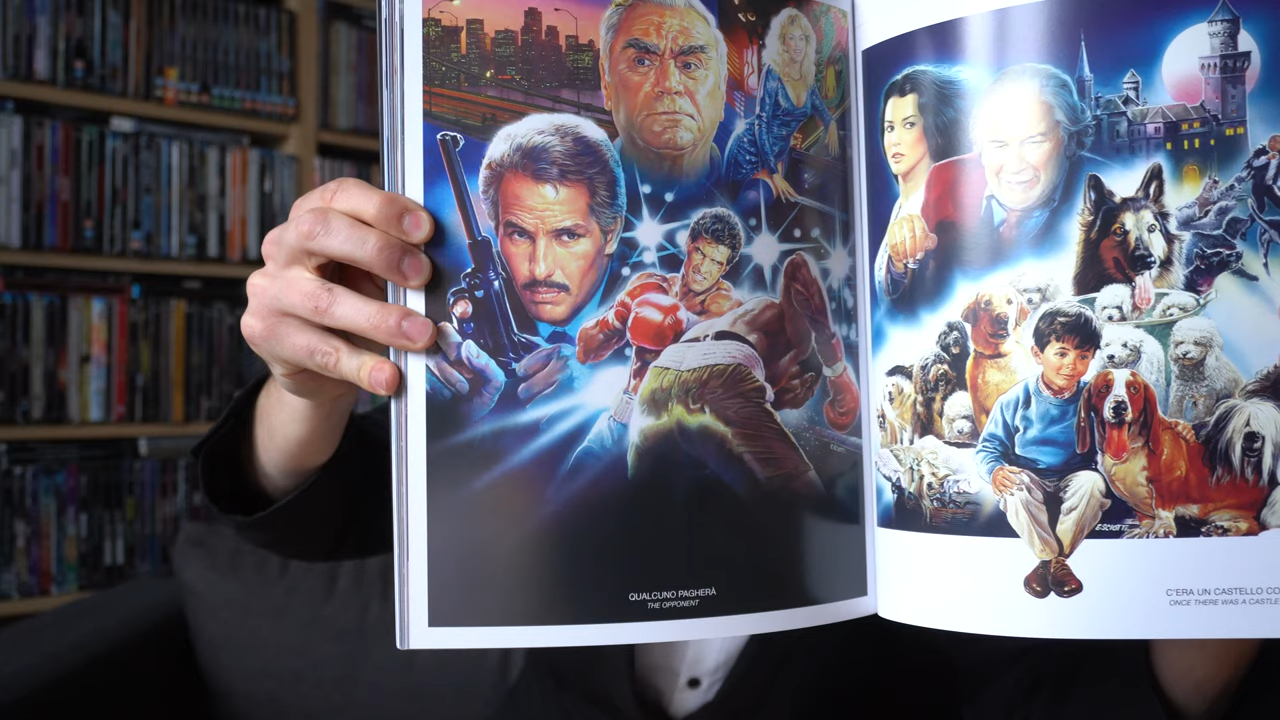 QUALCUNO PAGHERÀ
THE OPPONENT
C'ERA UN CASTELLO CO
ONCE THERE WAS A CASTLE